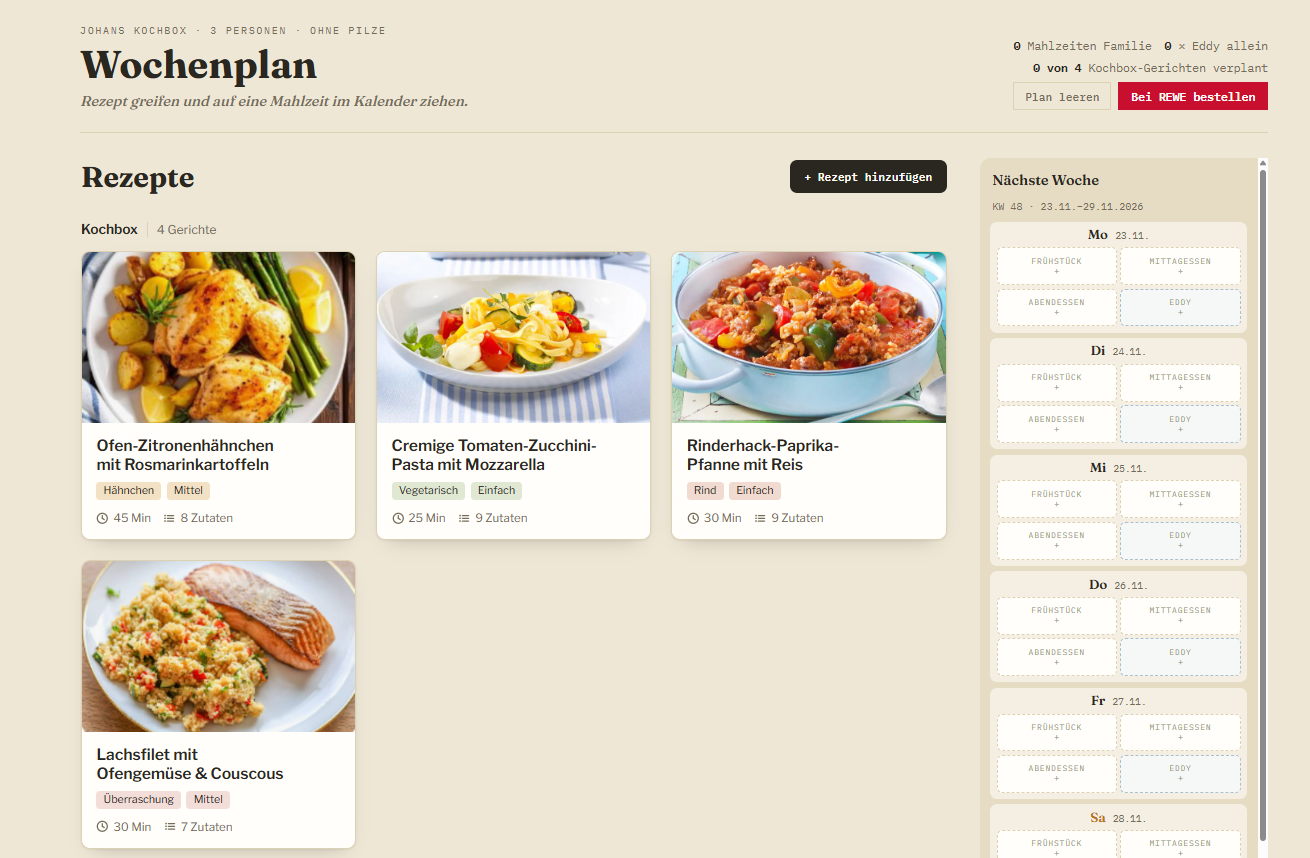 JOHANS KOCHBOX · 3 PERSONEN · OHNE PILZE
Wochenplan
Rezept greifen und auf eine Mahlzeit im Kalender ziehen.
0 Mahlzeiten Familie 0 × Eddy allein
0 von 4 Kochbox-Gerichten verplant
Plan leeren
Bei REWE bestellen
Rezepte
+ Rezept hinzufügen
Kochbox
4 Gerichte
Ofen-Zitronenhähnchen
mit Rosmarinkartoffeln
Hähnchen
Mittel
45 Min
8 Zutaten
Cremige Tomaten-Zucchini-
Pasta mit Mozzarella
Vegetarisch
Einfach
25 Min
9 Zutaten
Rinderhack-Paprika-
Pfanne mit Reis
Rind
Einfach
30 Min
9 Zutaten
Lachsfilet mit
Ofengemüse & Couscous
Überraschung
Mittel
30 Min
7 Zutaten
Nächste Woche
KW 48 · 23.11.–29.11.2026
Mo 23.11.
FRÜHSTÜCK
+
MITTAGESSEN
+
ABENDESSEN
+
EDDY
+
Di 24.11.
FRÜHSTÜCK
+
MITTAGESSEN
+
ABENDESSEN
+
EDDY
+
Mi 25.11.
FRÜHSTÜCK
+
MITTAGESSEN
+
ABENDESSEN
+
EDDY
+
Do 26.11.
FRÜHSTÜCK
+
MITTAGESSEN
+
ABENDESSEN
+
EDDY
+
Fr 27.11.
FRÜHSTÜCK
+
MITTAGESSEN
+
ABENDESSEN
+
EDDY
+
Sa 28.11.
FRÜHSTÜCK
+
MITTAGESSEN
+